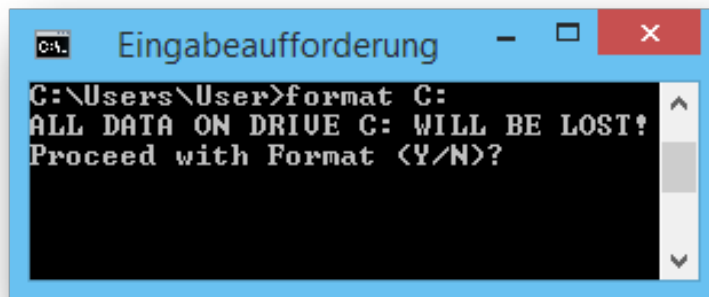 C:\.
Eingabeaufforderung
C:\Users\User>format C:
ALL DATA ON DRIVE C: WILL BE LOST!
Proceed with Format (Y/N)?